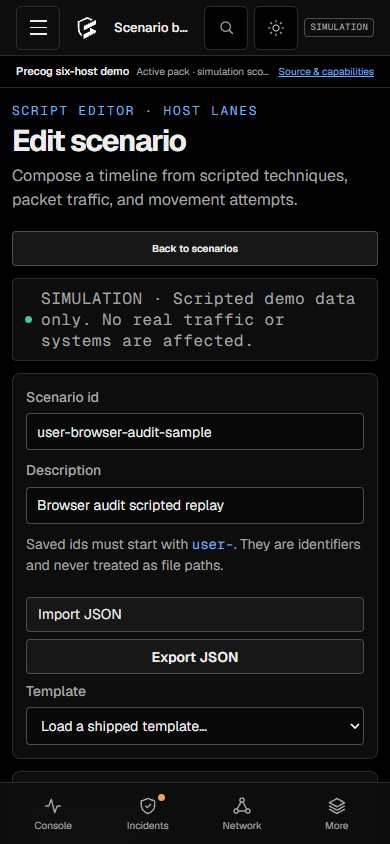 Scenario b...
SIMULATION
Precog six-host demo Active pack · simulation sco... Source & capabilities
SCRIPT EDITOR · HOST LANES
Edit scenario
Compose a timeline from scripted techniques,
packet traffic, and movement attempts.
Back to scenarios
SIMULATION · Scripted demo data
only. No real traffic or
systems are affected.
Scenario id
user-browser-audit-sample
Description
Browser audit scripted replay
Saved ids must start with user-. They are identifiers
and never treated as file paths.
Import JSON
Export JSON
Template
Load a shipped template...
Console Incidents Network More